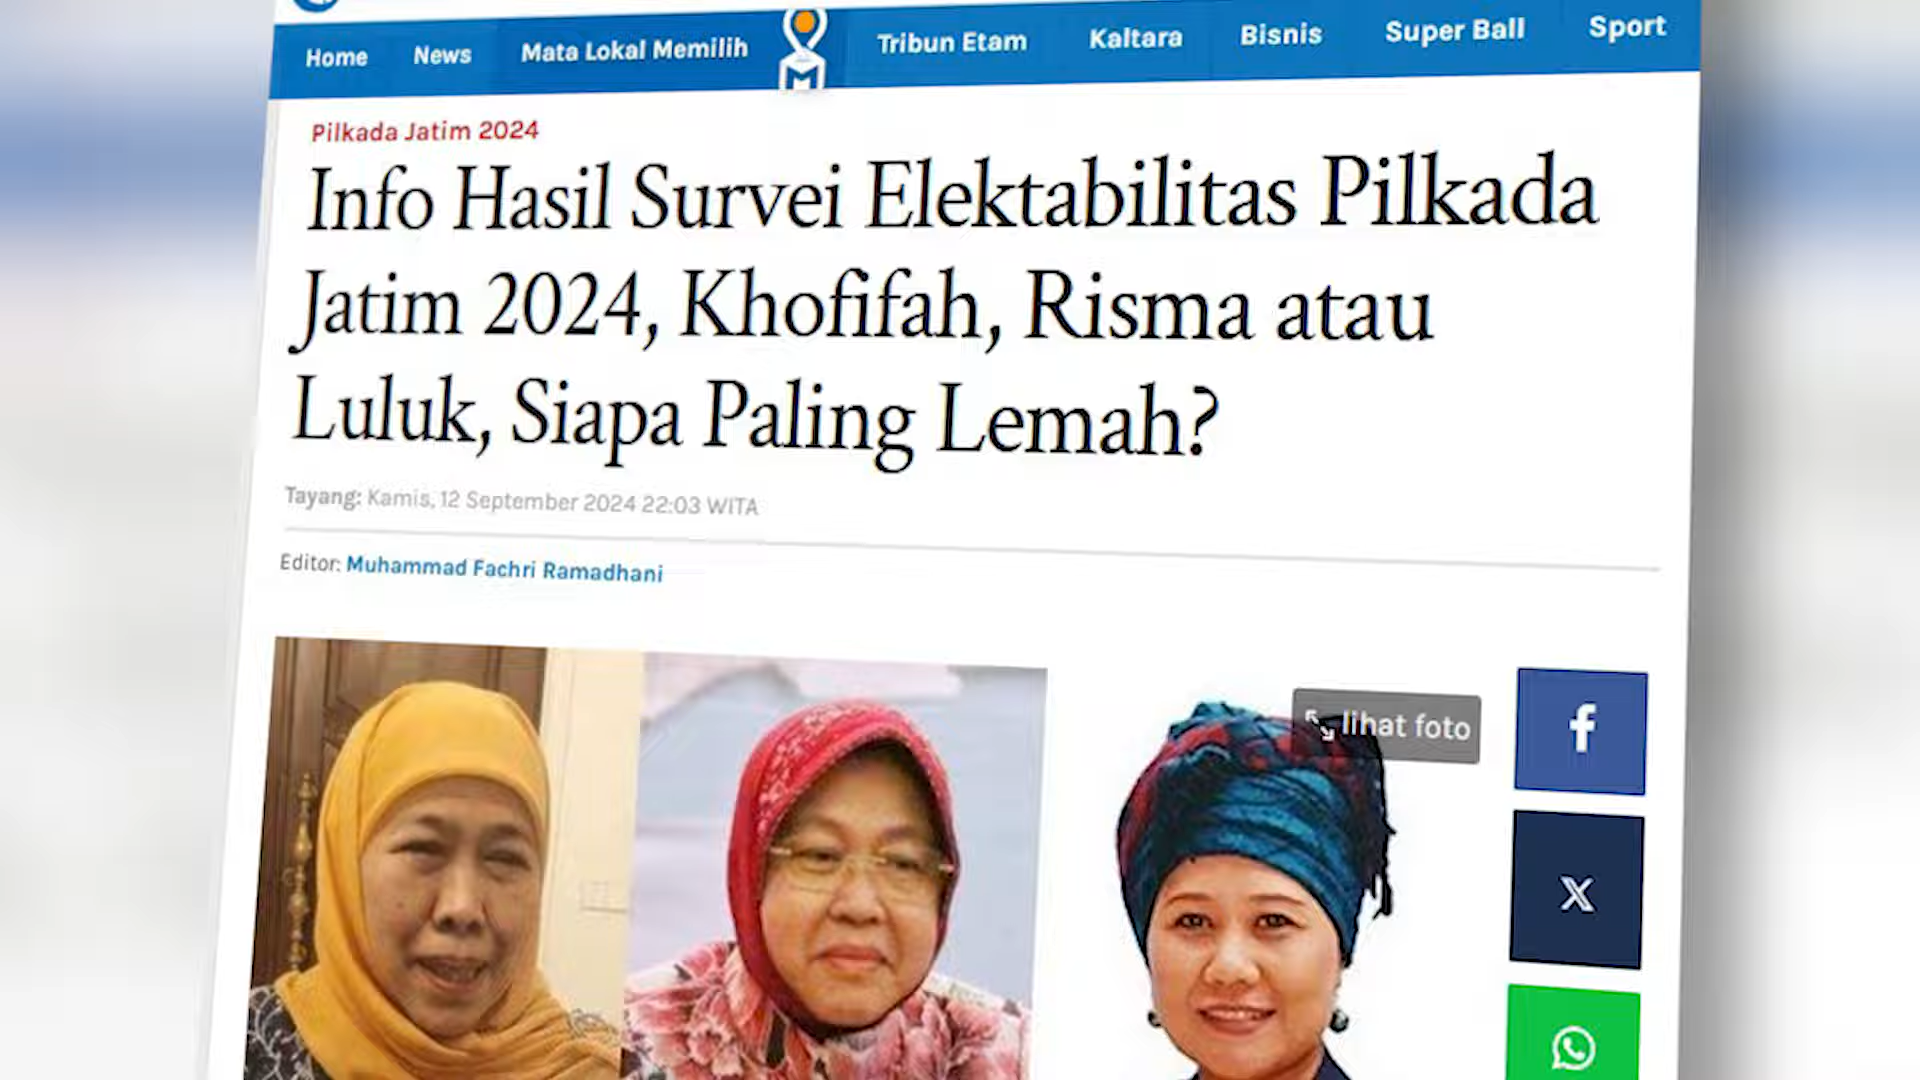 Home News Mata Lokal Memilih M Tribun Etam Kaltara Bisnis Super Ball Sport
Pilkada Jatim 2024
Info Hasil Survei Elektabilitas Pilkada
Jatim 2024, Khofifah, Risma atau
Luluk, Siapa Paling Lemah?
Tayang: Kamis, 12 September 2024 22:03 WITA
Editor: Muhammad Fachri Ramadhani
lihat foto
f
X